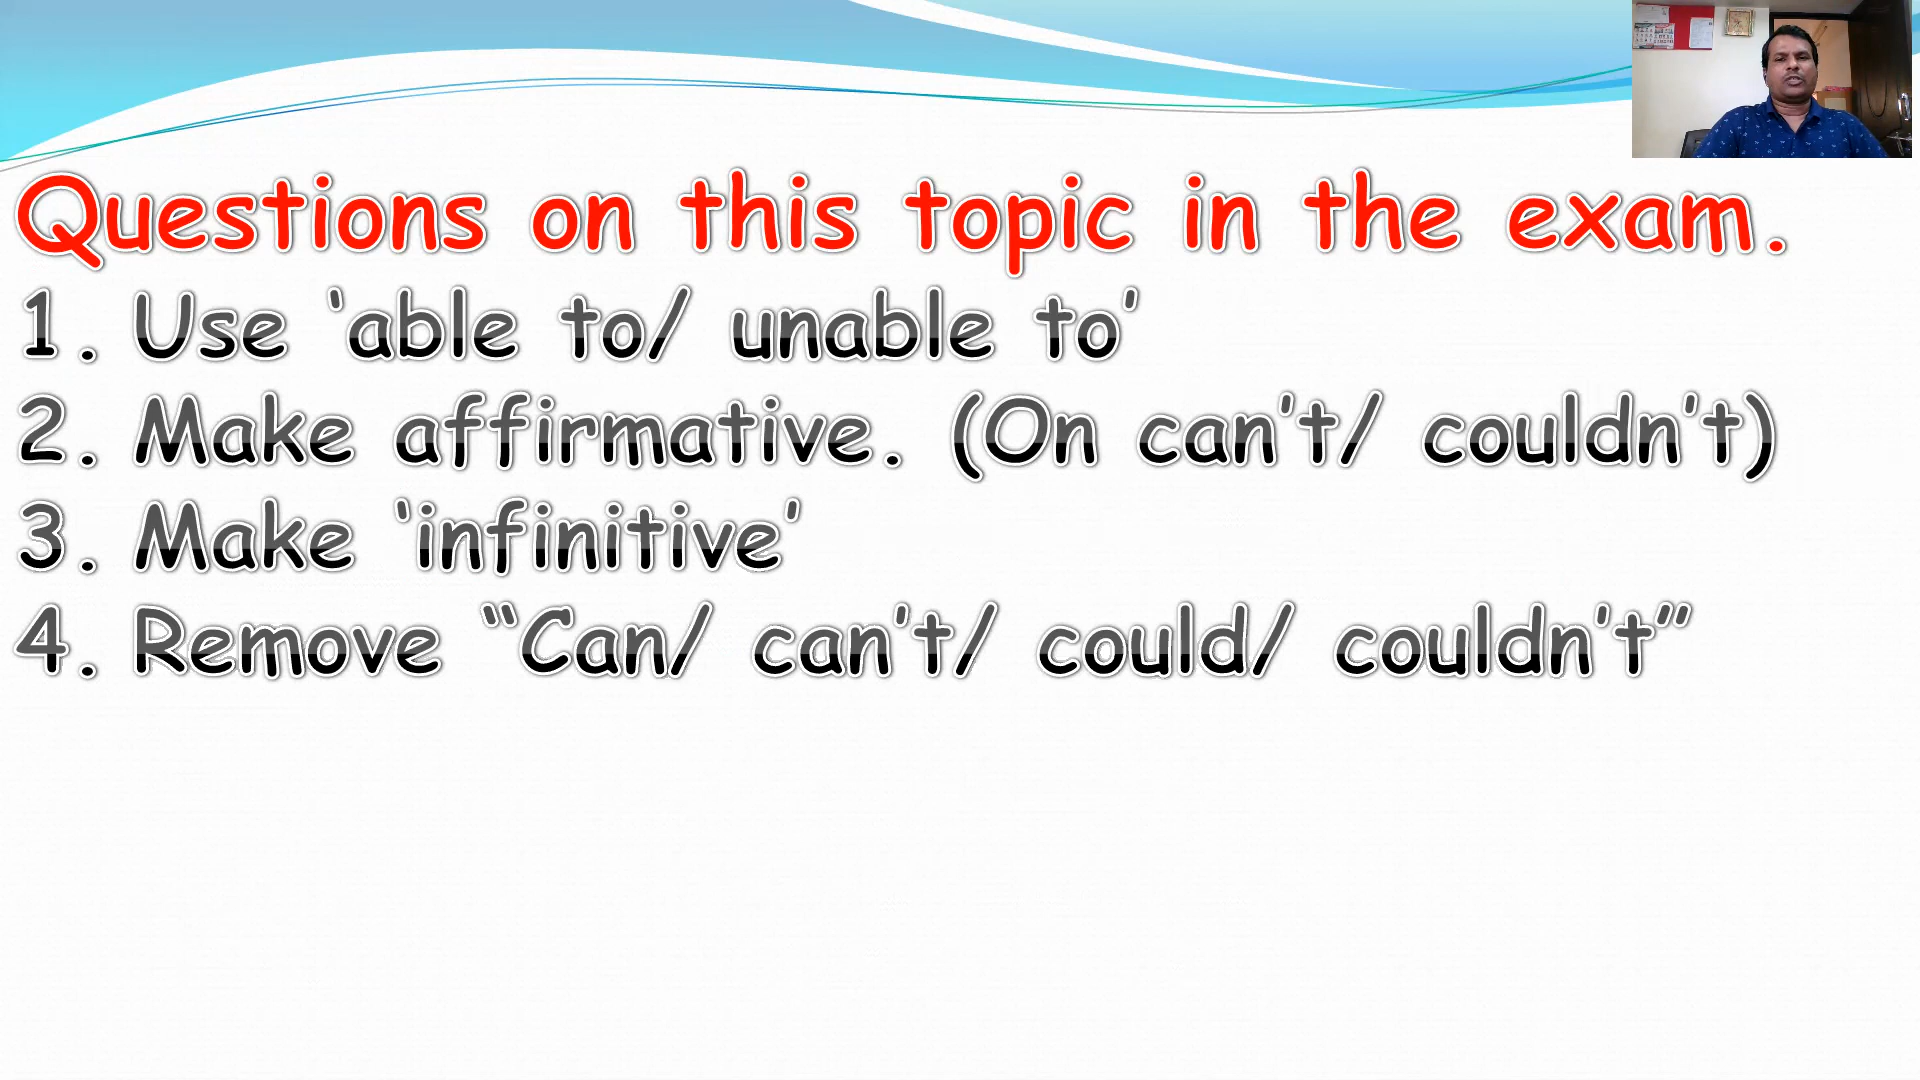 Questions on this topic in the exam.
1. Use ‘able to/ unable to’
2. Make affirmative. (On can’t/ couldn’t)
3. Make ‘infinitive’
4. Remove “Can/ can’t/ could/ couldn’t”